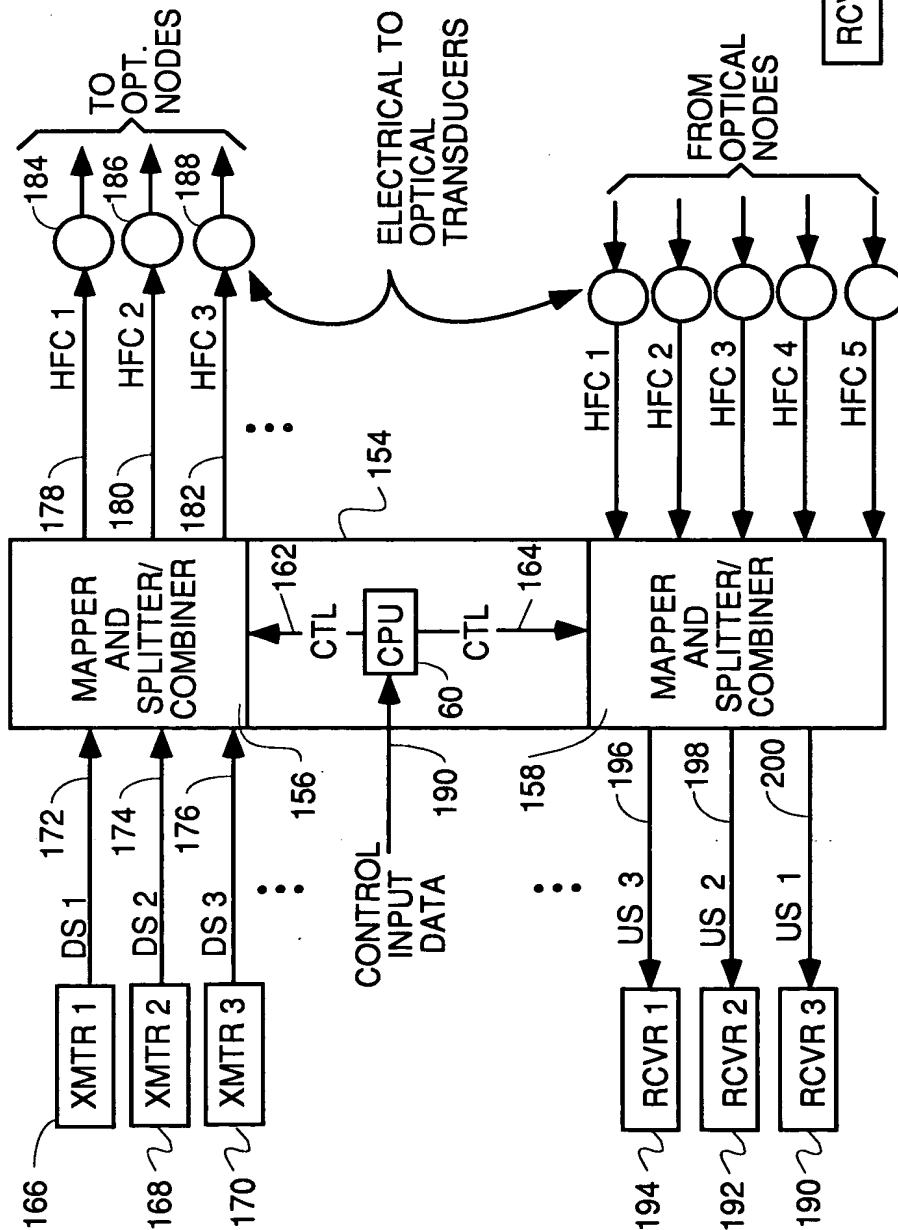 166
XMTR 1
DS 1
172
168
XMTR 2
DS 2
174
170
XMTR 3
DS 3
176
MAPPER
AND
SPLITTER/
COMBINER
178
HFC 1
184
180
HFC 2
186
182
HFC 3
188
TO
OPT.
NODES
156
162
CTL
154
CONTROL
INPUT
DATA
190
CPU
60
CTL
164
158
ELECTRICAL TO
OPTICAL
TRANSDUCERS
194
RCVR 1
US 3
196
192
RCVR 2
US 2
198
190
RCVR 3
US 1
200
MAPPER
AND
SPLITTER/
COMBINER
HFC 1
HFC 2
HFC 3
HFC 4
HFC 5
FROM
OPTICAL
NODES